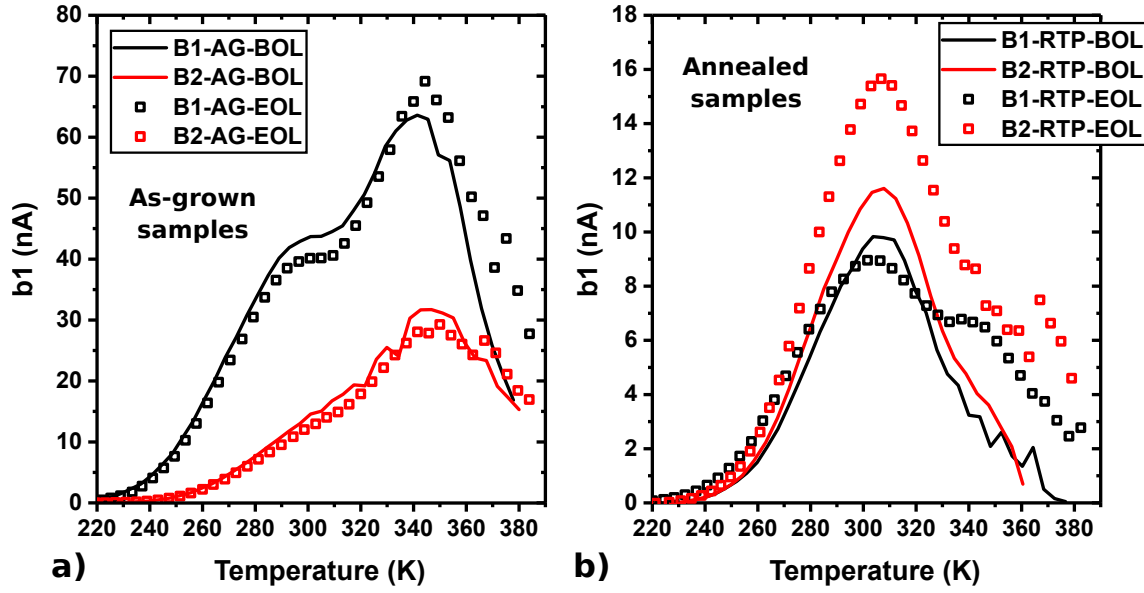 80
70
60
50
40
30
20
10
0
b1 (nA)
B1-AG-BOL
B2-AG-BOL
B1-AG-EOL
B2-AG-EOL
As-grown
samples
220 240 260 280 300 320 340 360 380
a)
Temperature (K)
18
16
14
12
10
8
6
4
2
0
b1 (nA)
Annealed
samples
B1-RTP-BOL
B2-RTP-BOL
B1-RTP-EOL
B2-RTP-EOL
220 240 260 280 300 320 340 360 380
b)
Temperature (K)